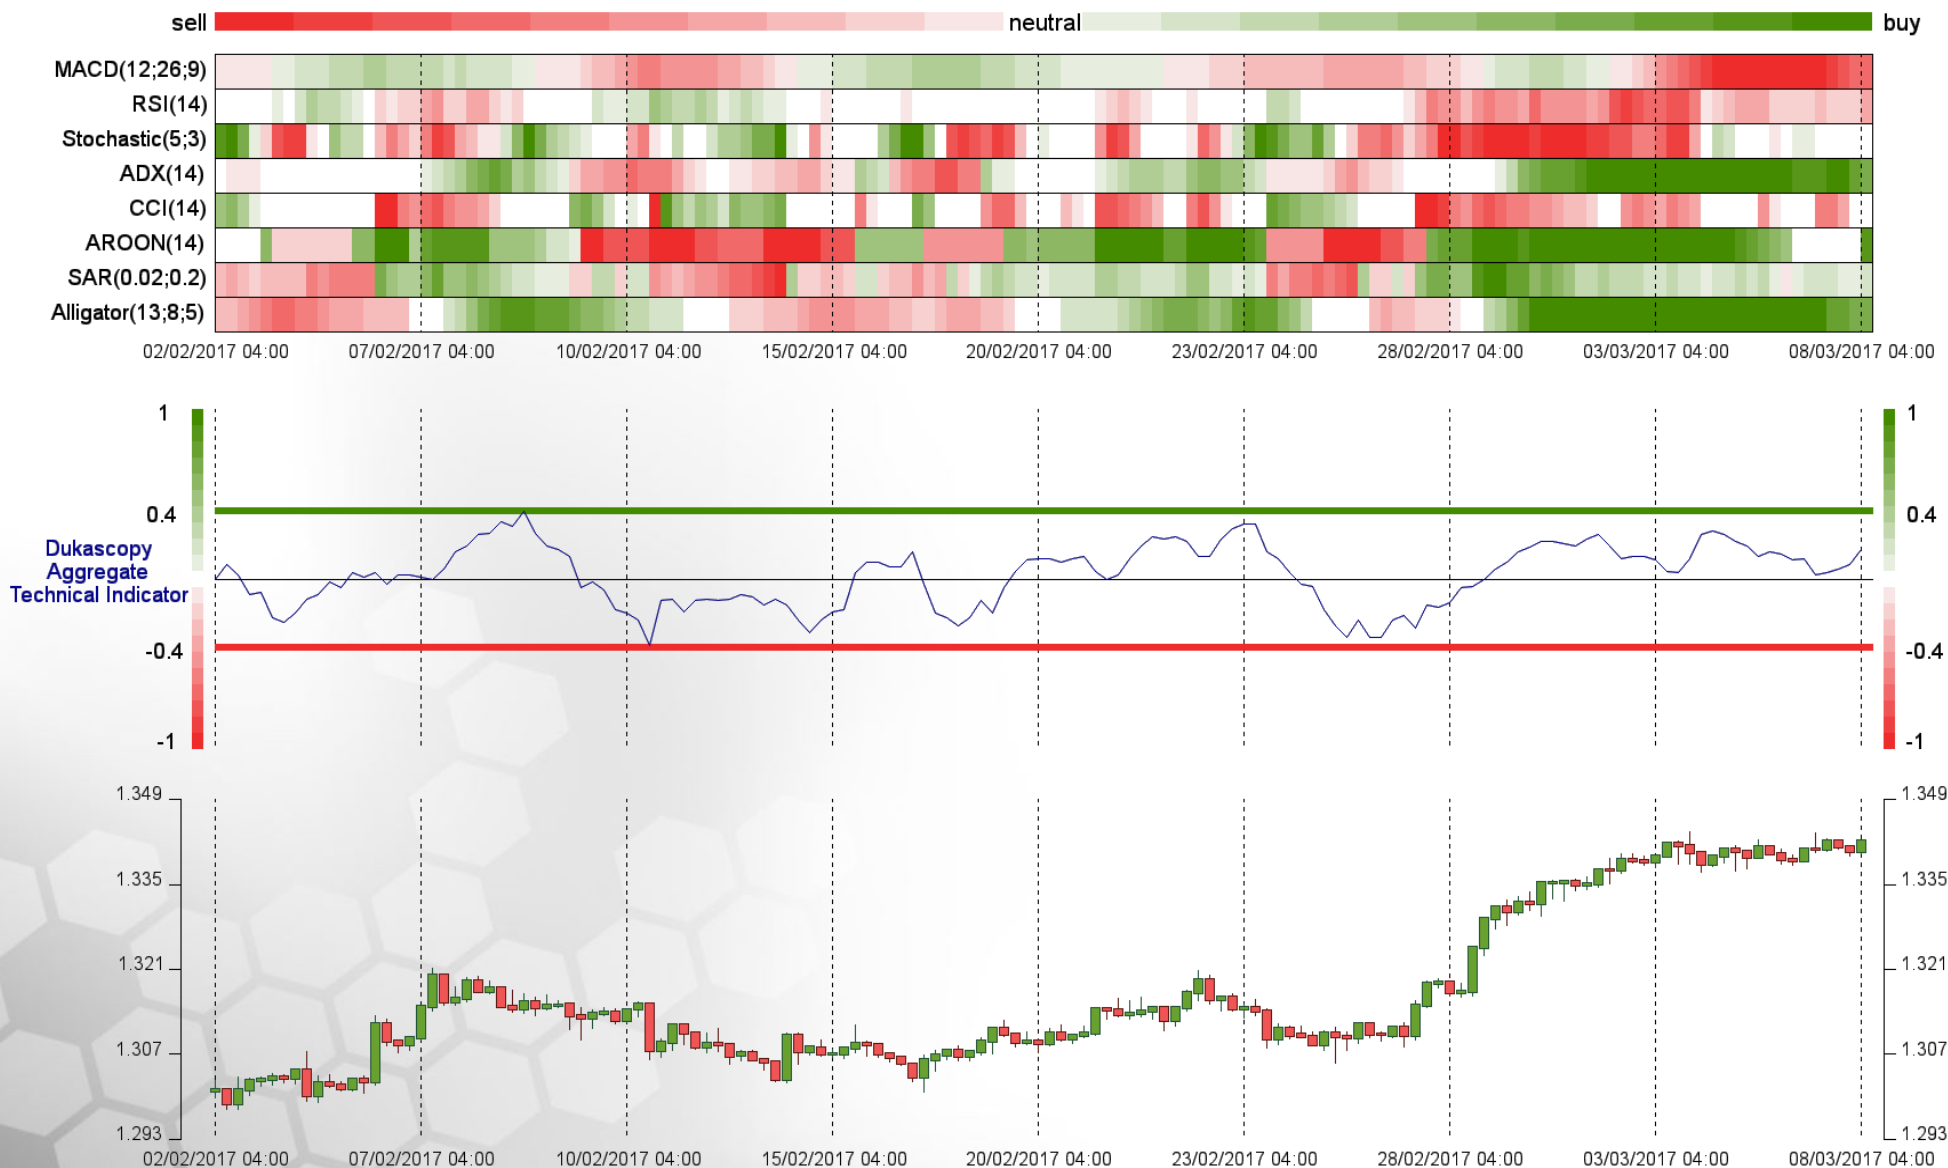 sell neutral buy
MACD(12;26;9)
RSI(14)
Stochastic(5;3)
ADX(14)
CCI(14)
AROON(14)
SAR(0.02;0.2)
Alligator(13;8;5)
02/02/2017 04:00 07/02/2017 04:00 10/02/2017 04:00 15/02/2017 04:00 20/02/2017 04:00 23/02/2017 04:00 28/02/2017 04:00 03/03/2017 04:00 08/03/2017 04:00
1 1
0.4 0.4
Dukascopy
Aggregate
Technical Indicator
-0.4 -0.4
-1 -1
1.349 1.349
1.335 1.335
1.321 1.321
1.307 1.307
1.293 1.293
02/02/2017 04:00 07/02/2017 04:00 10/02/2017 04:00 15/02/2017 04:00 20/02/2017 04:00 23/02/2017 04:00 28/02/2017 04:00 03/03/2017 04:00 08/03/2017 04:00